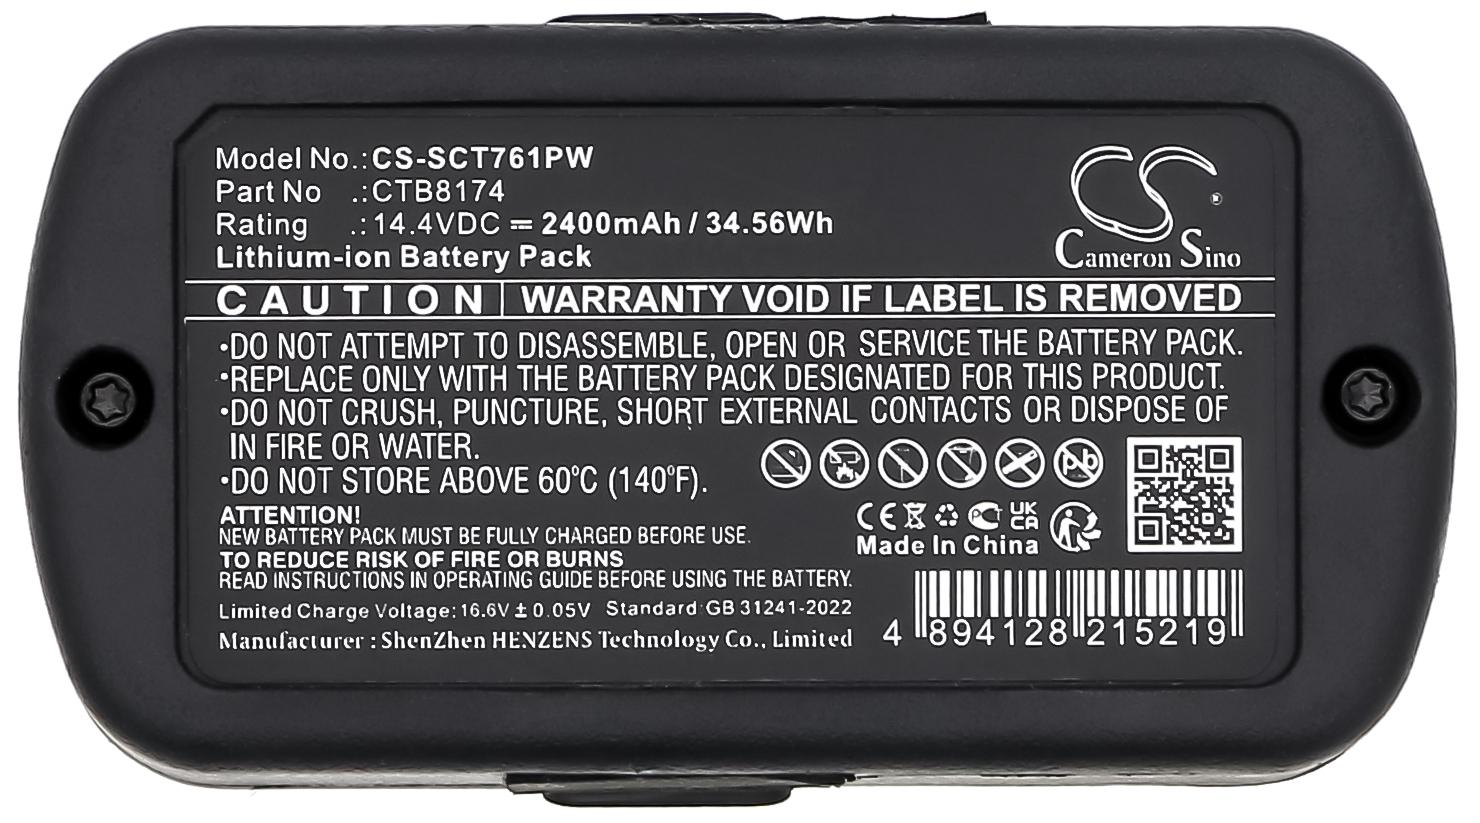 Model No.:CS-SCT761PW
Part No .:CTB8174
Rating .:14.4VDC ⎓ 2400mAh / 34.56Wh
Lithium-ion Battery Pack
CS
Cameron Sino
CAUTION | WARRANTY VOID IF LABEL IS REMOVED
•DO NOT ATTEMPT TO DISASSEMBLE, OPEN OR SERVICE THE BATTERY PACK.
•REPLACE ONLY WITH THE BATTERY PACK DESIGNATED FOR THIS PRODUCT.
•DO NOT CRUSH, PUNCTURE, SHORT EXTERNAL CONTACTS OR DISPOSE OF
IN FIRE OR WATER.
•DO NOT STORE ABOVE 60°C (140°F).
Pb
ATTENTION!
NEW BATTERY PACK MUST BE FULLY CHARGED BEFORE USE.
TO REDUCE RISK OF FIRE OR BURNS
READ INSTRUCTIONS IN OPERATING GUIDE BEFORE USING THE BATTERY.
Limited Charge Voltage: 16.6V ± 0.05V Standard GB 31241-2022
Manufacturer : ShenZhen HENZENS Technology Co., Limited
CE UK CA
Made In China
4 894128 215219